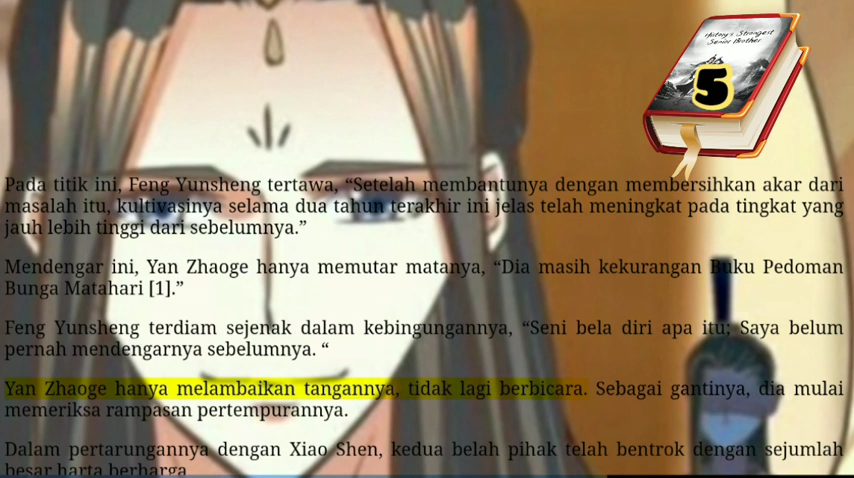 History's Strongest
Senior Brother
5
Pada titik ini, Feng Yunsheng tertawa, “Setelah membantunya dengan membersihkan akar dari
masalah itu, kultivasinya selama dua tahun terakhir ini jelas telah meningkat pada tingkat yang
jauh lebih tinggi dari sebelumnya.”
Mendengar ini, Yan Zhaoge hanya memutar matanya, “Dia masih kekurangan Buku Pedoman
Bunga Matahari [1].”
Feng Yunsheng terdiam sejenak dalam kebingungannya, “Seni bela diri apa itu; Saya belum
pernah mendengarnya sebelumnya. “
Yan Zhaoge hanya melambaikan tangannya, tidak lagi berbicara. Sebagai gantinya, dia mulai
memeriksa rampasan pertempurannya.
Dalam pertarungannya dengan Xiao Shen, kedua belah pihak telah bentrok dengan sejumlah
besar harta berharga